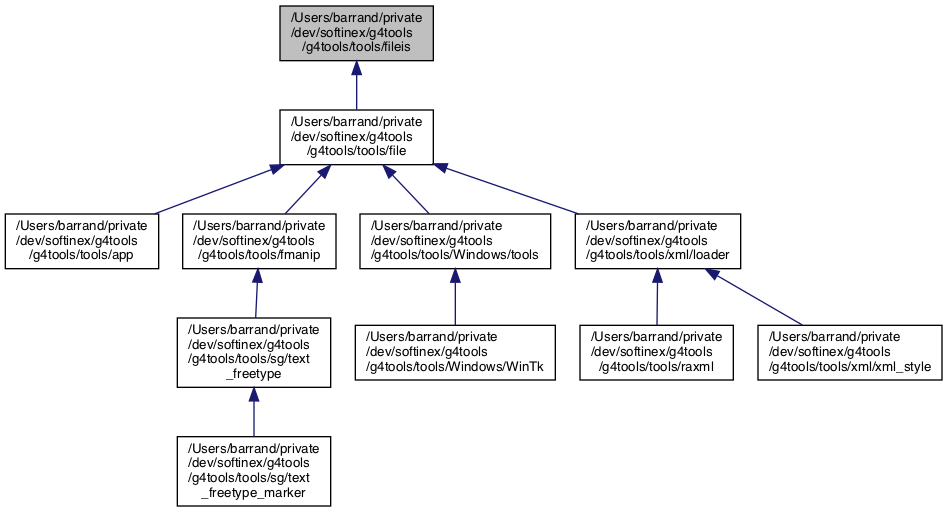 /Users/barrand/private
/dev/softinex/g4tools
/g4tools/tools/fileis
/Users/barrand/private
/dev/softinex/g4tools
/g4tools/tools/file
/Users/barrand/private
/dev/softinex/g4tools
/g4tools/tools/app
/Users/barrand/private
/dev/softinex/g4tools
/g4tools/tools/fmanip
/Users/barrand/private
/dev/softinex/g4tools
/g4tools/tools/Windows/tools
/Users/barrand/private
/dev/softinex/g4tools
/g4tools/tools/xml/loader
/Users/barrand/private
/dev/softinex/g4tools
/g4tools/tools/sg/text
_freetype
/Users/barrand/private
/dev/softinex/g4tools
/g4tools/tools/Windows/WinTk
/Users/barrand/private
/dev/softinex/g4tools
/g4tools/tools/raxml
/Users/barrand/private
/dev/softinex/g4tools
/g4tools/tools/xml/xml_style
/Users/barrand/private
/dev/softinex/g4tools
/g4tools/tools/sg/text
_freetype_marker